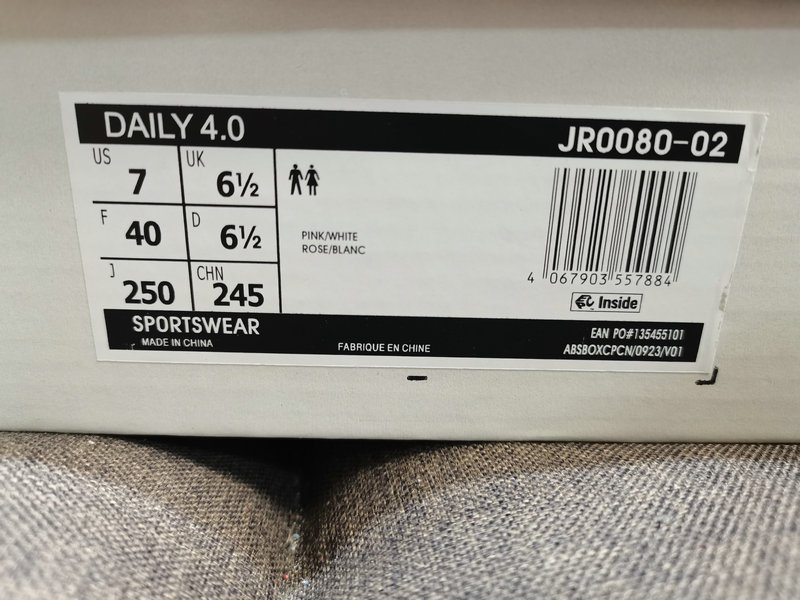 DAILY 4.0
JR0080-02
US 7 UK 6½
F 40 D 6½
J 250 CHN 245
PINK/WHITE
ROSE/BLANC
4 067903 557884
Inside
SPORTSWEAR
MADE IN CHINA
FABRIQUE EN CHINE
EAN PO#135455101
ABSBOXCPCN/0923/V01